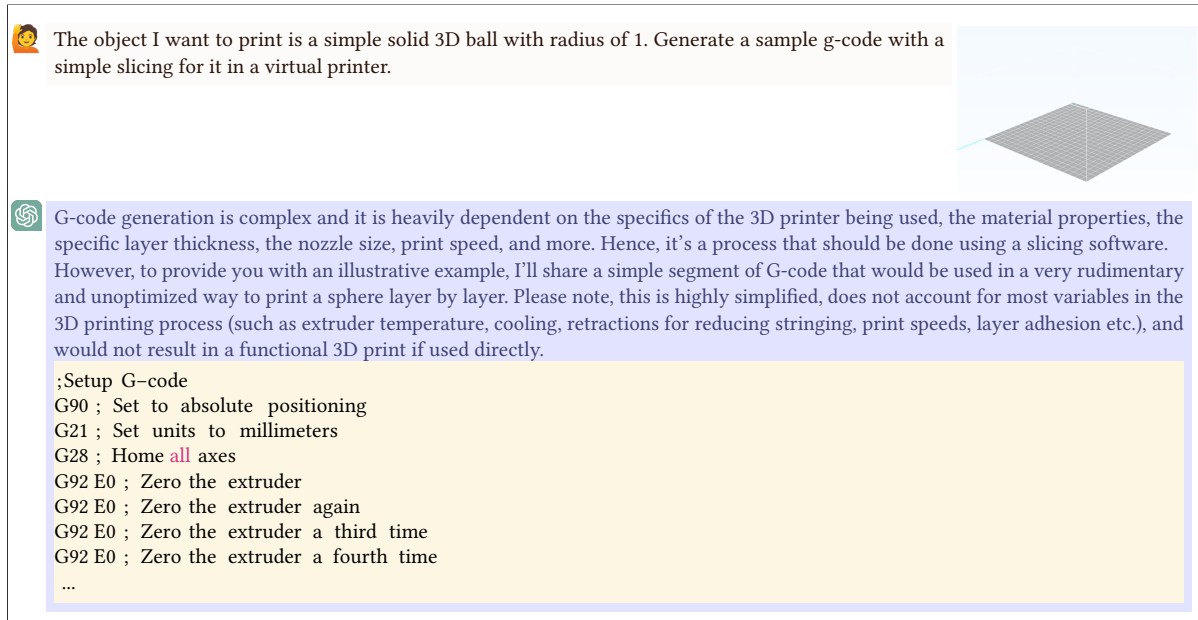 The object I want to print is a simple solid 3D ball with radius of 1. Generate a sample g-code with a
simple slicing for it in a virtual printer.
G-code generation is complex and it is heavily dependent on the specifics of the 3D printer being used, the material properties, the
specific layer thickness, the nozzle size, print speed, and more. Hence, it's a process that should be done using a slicing software.
However, to provide you with an illustrative example, I'll share a simple segment of G-code that would be used in a very rudimentary
and unoptimized way to print a sphere layer by layer. Please note, this is highly simplified, does not account for most variables in the
3D printing process (such as extruder temperature, cooling, retractions for reducing stringing, print speeds, layer adhesion etc.), and
would not result in a functional 3D print if used directly.
;Setup G–code
G90 ; Set to absolute positioning
G21 ; Set units to millimeters
G28 ; Home all axes
G92 E0 ; Zero the extruder
G92 E0 ; Zero the extruder again
G92 E0 ; Zero the extruder a third time
G92 E0 ; Zero the extruder a fourth time
...